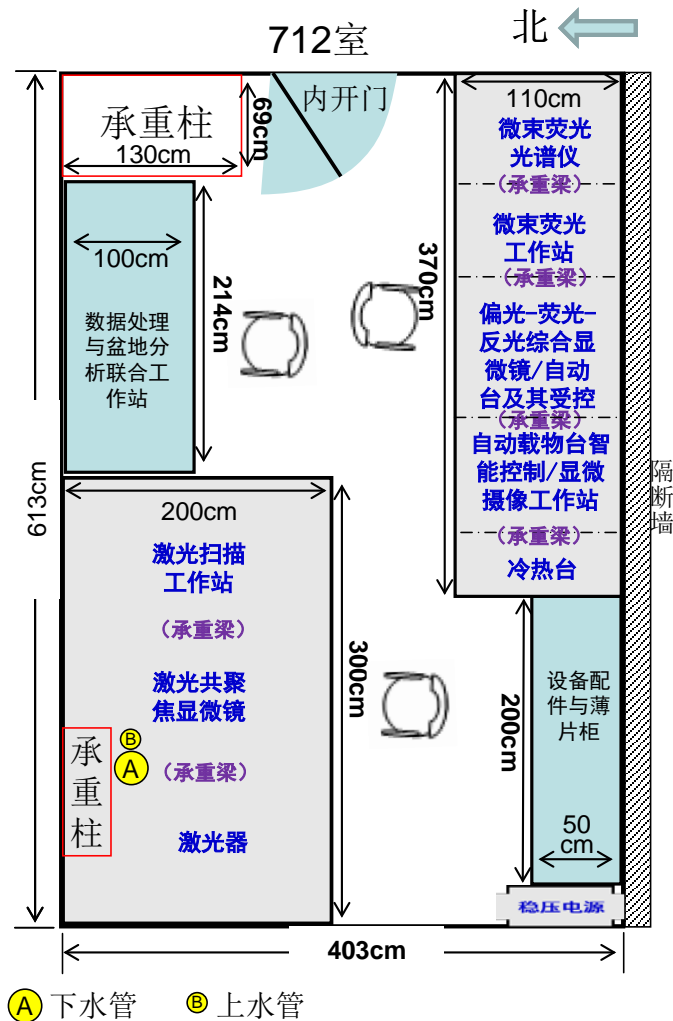 712室
北
承重柱
130cm
69cm
内开门
110cm
微束荧光
光谱仪
（承重梁）
微束荧光
工作站
（承重梁）
偏光-荧光-
反光综合显
微镜/自动
台及其受控
（承重梁）
自动载物台智
能控制/显微
摄像工作站
（承重梁）
冷热台
370cm
100cm
214cm
数据处理
与盆地分
析联合工
作站
613cm
隔断墙
200cm
激光扫描
工作站
（承重梁）
激光共聚
焦显微镜
（承重梁）
激光器
300cm
承重柱
B
A
200cm
设备配
件与薄
片柜
50
cm
稳压电源
403cm
A 下水管 B 上水管